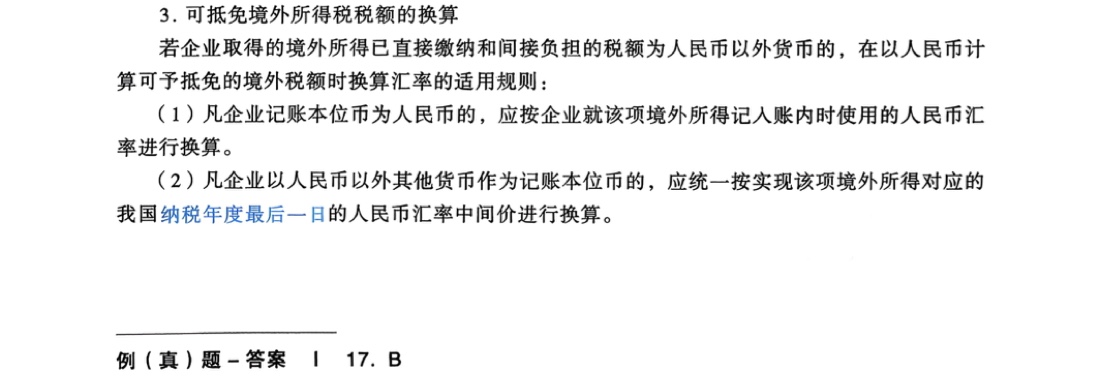 3. 可抵免境外所得税税额的换算
若企业取得的境外所得已直接缴纳和间接负担的税额为人民币以外货币的，在以人民币计
算可予抵免的境外税额时换算汇率的适用规则：
（1）凡企业记账本位币为人民币的，应按企业就该项境外所得记入账内时使用的人民币汇
率进行换算。
（2）凡企业以人民币以外其他货币作为记账本位币的，应统一按实现该项境外所得对应的
我国纳税年度最后一日的人民币汇率中间价进行换算。
例（真）题－答案 | 17. B